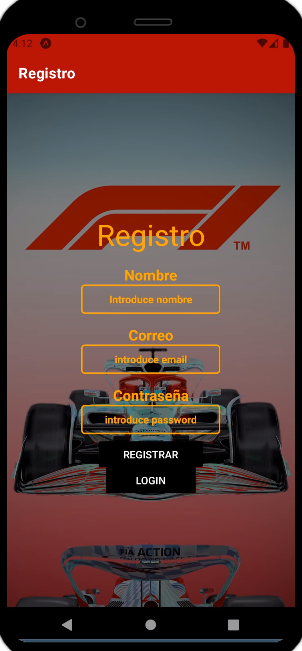 4:12
Registro
Registro
TM
Nombre
Introduce nombre
Correo
introduce email
Contraseña
introduce password
REGISTRAR
LOGIN
FIA ACTION